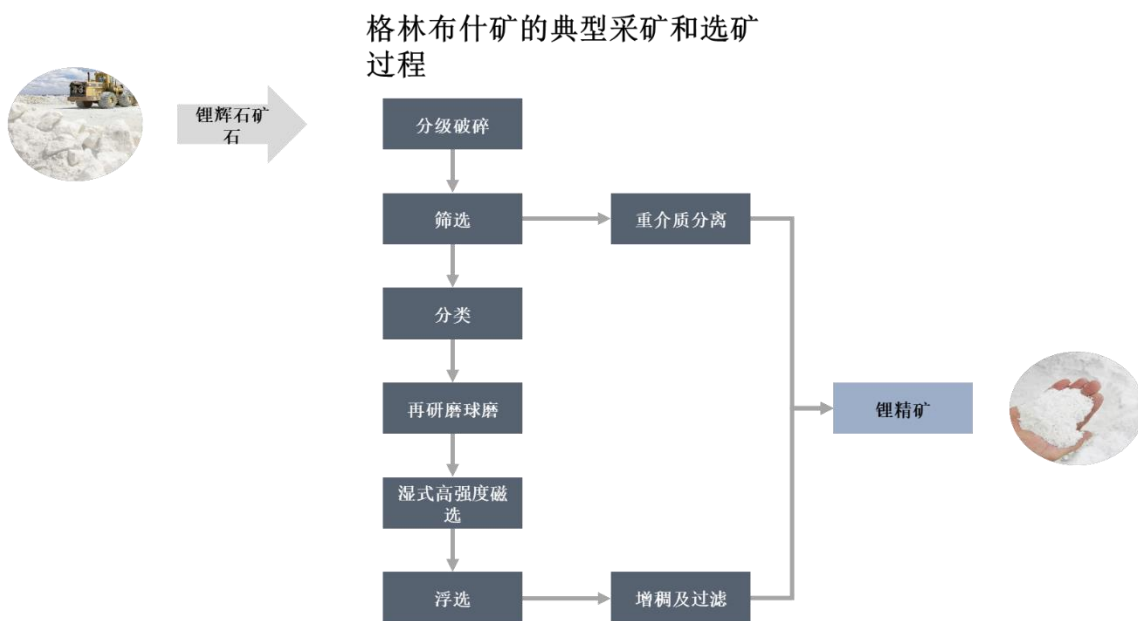 格林布什矿的典型采矿和选矿
过程
锂辉石矿
石
分级破碎
筛选
重介质分离
分类
再研磨球磨
锂精矿
湿式高强度磁
选
浮选
增稠及过滤